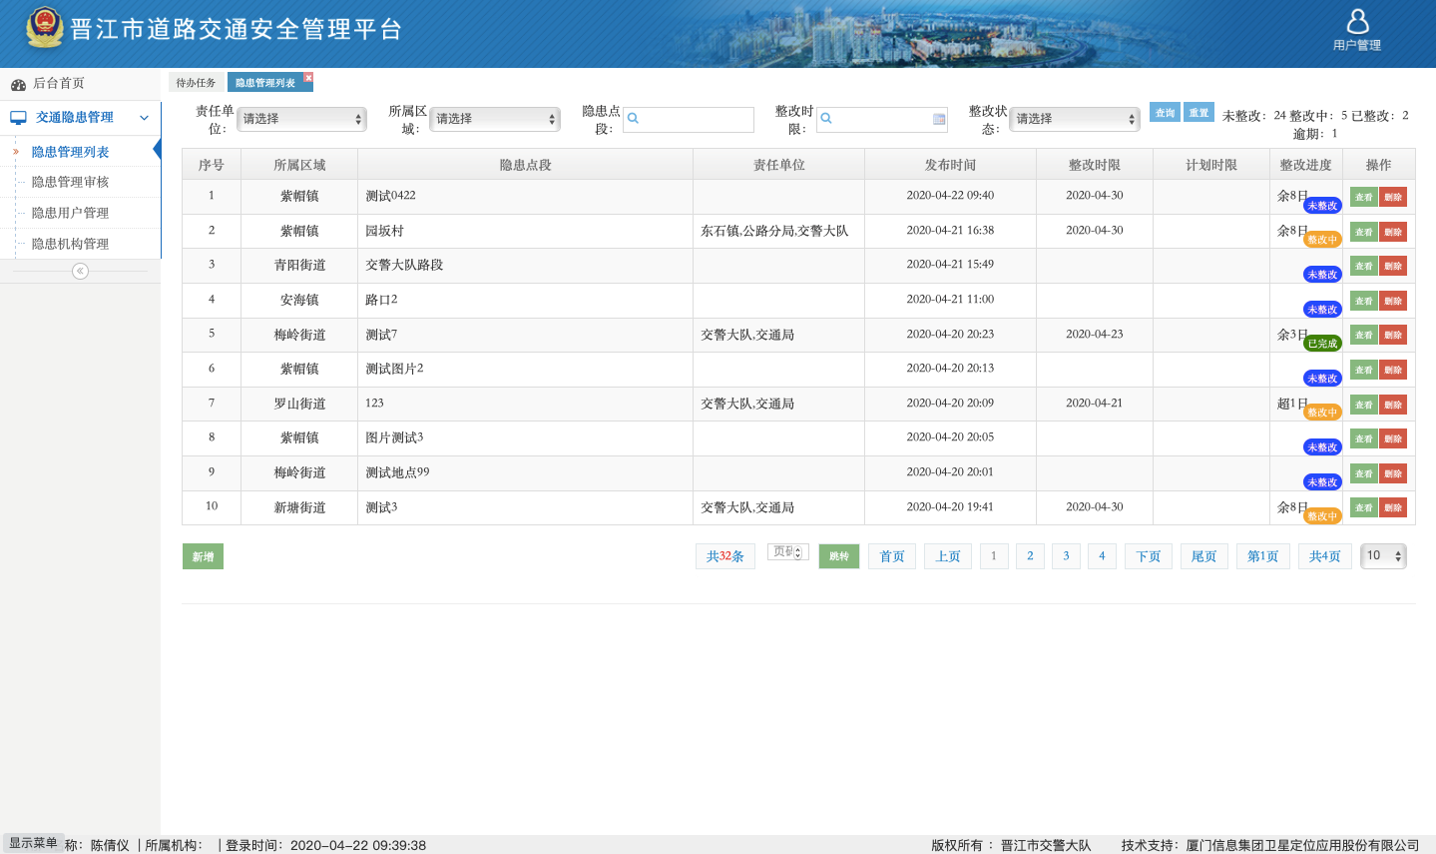 晋江市道路交通安全管理平台
用户管理
后台首页
交通隐患管理
隐患管理列表
隐患管理审核
隐患用户管理
隐患机构管理
待办任务 隐患管理列表
责任单位： 请选择 所属区域： 请选择 隐患点段： 整改时限： 整改状态： 请选择 查询 重置 未整改：24 整改中：5 已整改：2 逾期：1
序号 所属区域 隐患点段 责任单位 发布时间 整改时限 计划时限 整改进度 操作
1 紫帽镇 测试0422 2020-04-22 09:40 2020-04-30 余8日 未整改 查看 删除
2 紫帽镇 园坂村 东石镇,公路分局,交警大队 2020-04-21 16:38 2020-04-30 余8日 整改中 查看 删除
3 青阳街道 交警大队路段 2020-04-21 15:49 未整改 查看 删除
4 安海镇 路口2 2020-04-21 11:00 未整改 查看 删除
5 梅岭街道 测试7 交警大队,交通局 2020-04-20 20:23 2020-04-23 余3日 已完成 查看 删除
6 紫帽镇 测试图片2 2020-04-20 20:13 未整改 查看 删除
7 罗山街道 123 交警大队,交通局 2020-04-20 20:09 2020-04-21 超1日 整改中 查看 删除
8 紫帽镇 图片测试3 2020-04-20 20:05 未整改 查看 删除
9 梅岭街道 测试地点99 2020-04-20 20:01 未整改 查看 删除
10 新塘街道 测试3 交警大队,交通局 2020-04-20 19:41 2020-04-30 余8日 整改中 查看 删除
新增 共32条 页码 跳转 首页 上页 1 2 3 4 下页 尾页 第1页 共4页 10
显示菜单 称：陈倩仪 | 所属机构： | 登录时间：2020-04-22 09:39:38 版权所有 ：晋江市交警大队 技术支持：厦门信息集团卫星定位应用股份有限公司